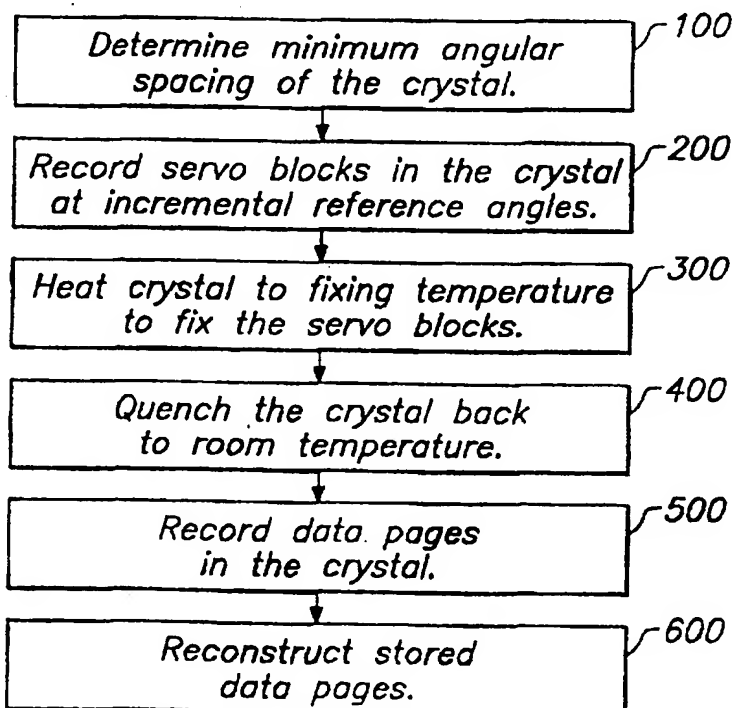 100
Determine minimum angular
spacing of the crystal.
200
Record servo blocks in the crystal
at incremental reference angles.
300
Heat crystal to fixing temperature
to fix the servo blocks.
400
Quench the crystal back
to room temperature.
500
Record data pages
in the crystal.
600
Reconstruct stored
data pages.